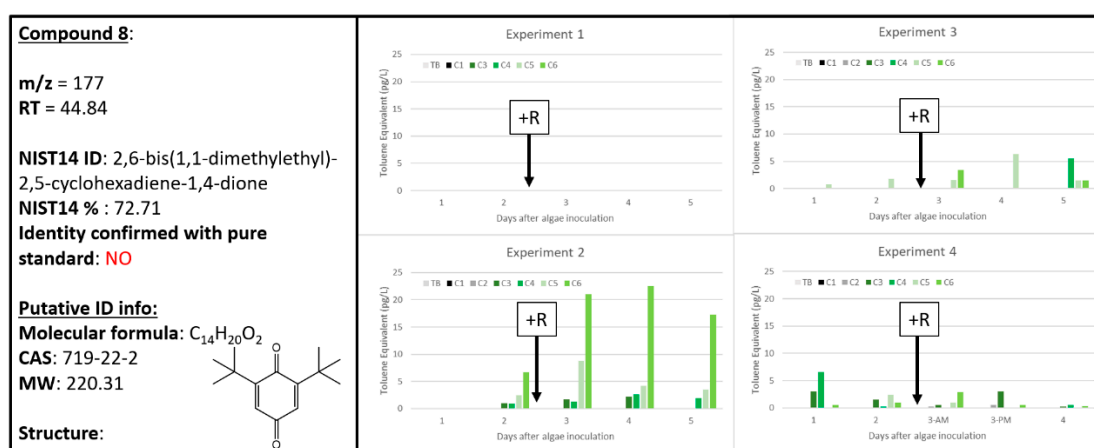 Compound 8:
m/z = 177
RT = 44.84
NIST14 ID: 2,6-bis(1,1-dimethylethyl)-
2,5-cyclohexadiene-1,4-dione
NIST14 % : 72.71
Identity confirmed with pure
standard: NO
Putative ID info:
Molecular formula: C₁₄H₂₀O₂
CAS: 719-22-2
MW: 220.31
Structure:
O
O
Experiment 1
TB C1 C3 C4 C5 C6
Toluene Equivalent (pg/L)
25
20
15
10
5
0
+R
1 2 3 4 5
Days after algae inoculation
Experiment 3
TB C1 C2 C3 C4 C5 C6
Toluene Equivalent (pg/L)
25
20
15
10
5
0
+R
1 2 3 4 5
Days after algae inoculation
Experiment 2
TB C1 C3 C4 C5 C6
Toluene Equivalent (pg/L)
25
20
15
10
5
0
+R
1 2 3 4 5
Days after algae inoculation
Experiment 4
TB C1 C2 C3 C4 C5 C6
Toluene Equivalent (pg/L)
25
20
15
10
5
0
+R
1 2 3-AM 3-PM 4
Days after algae inoculation